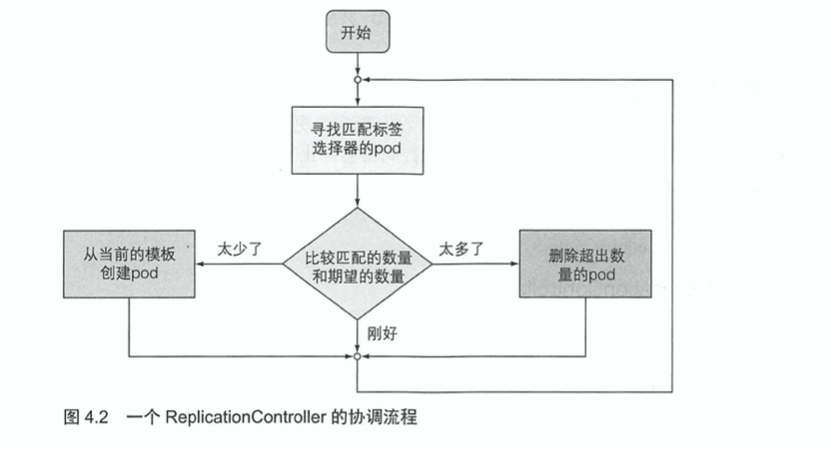 开始
寻找匹配标签
选择器的pod
从当前的模板
创建pod
太少了
比较匹配的数量
和期望的数量
太多了
删除超出数
量的pod
刚好
图 4.2 一个 ReplicationController 的协调流程